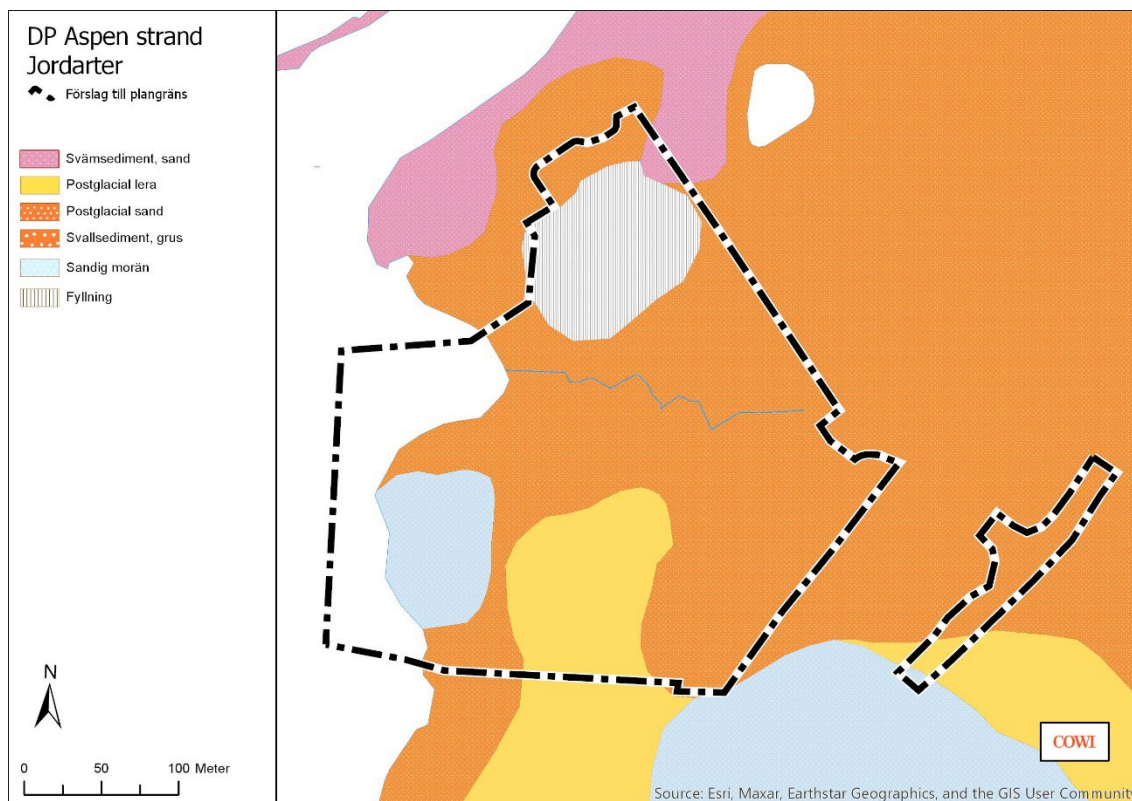 DP Aspen strand
Jordarter
Förslag till plangräns
Svämsediment, sand
Postglacial lera
Postglacial sand
Svallsediment, grus
Sandig morän
Fyllning
N
0 50 100 Meter
COWI
Source: Esri, Maxar, Earthstar Geographics, and the GIS User Community